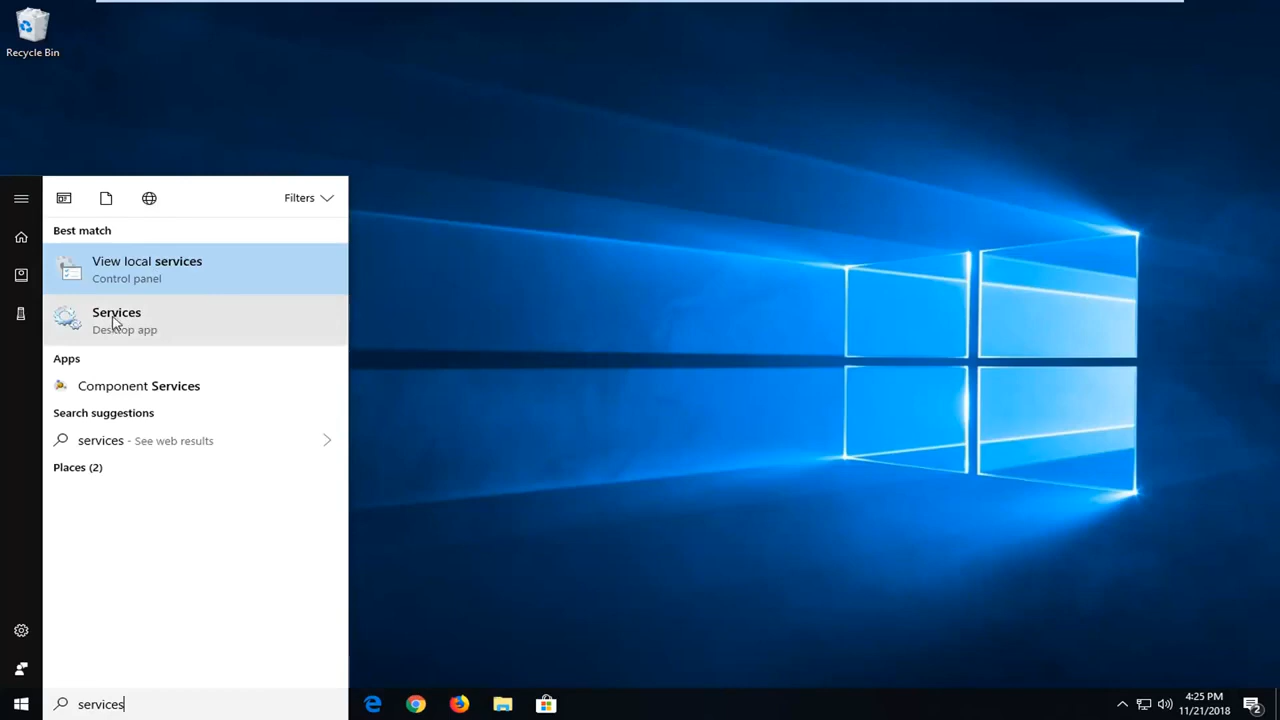 Recycle Bin
Filters
Best match
View local services
Control panel
Services
Desktop app
Apps
Component Services
Search suggestions
services - See web results
Places (2)
services
4:25 PM
11/21/2018
2